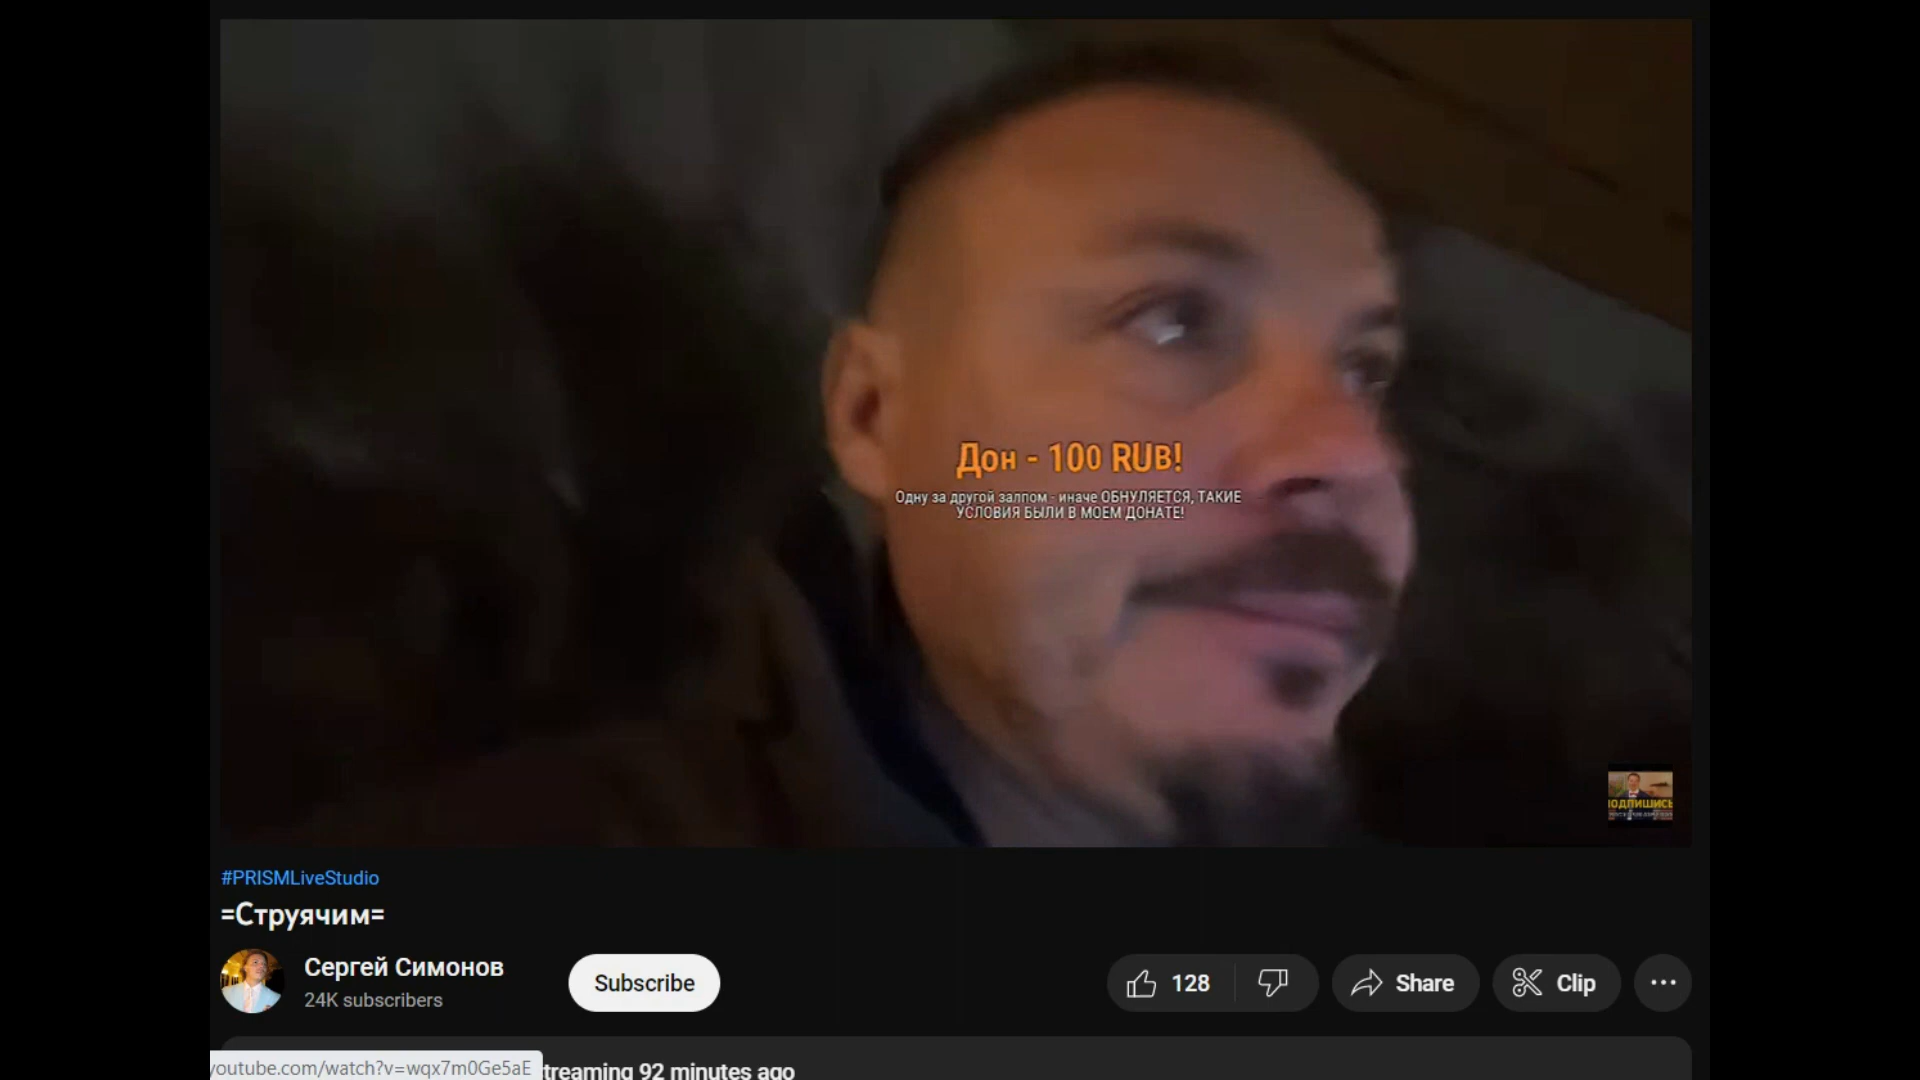 Дон - 100 RUB!
Одну за другой залпом - иначе ОБНУЛЯЕТСЯ, ТАКИЕ
УСЛОВИЯ БЫЛИ В МОЕМ ДОНАТЕ!
ПОДПИШИСЬ
#PRISMLiveStudio
=Струячим=
Сергей Симонов
24K subscribers
Subscribe
128
Share
Clip
youtube.com/watch?v=wqx7m0Ge5aE
treaming 92 minutes ago